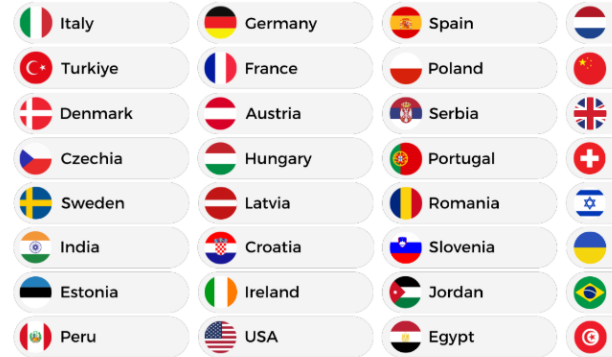 Italy Germany Spain
Turkiye France Poland
Denmark Austria Serbia
Czechia Hungary Portugal
Sweden Latvia Romania
India Croatia Slovenia
Estonia Ireland Jordan
Peru USA Egypt